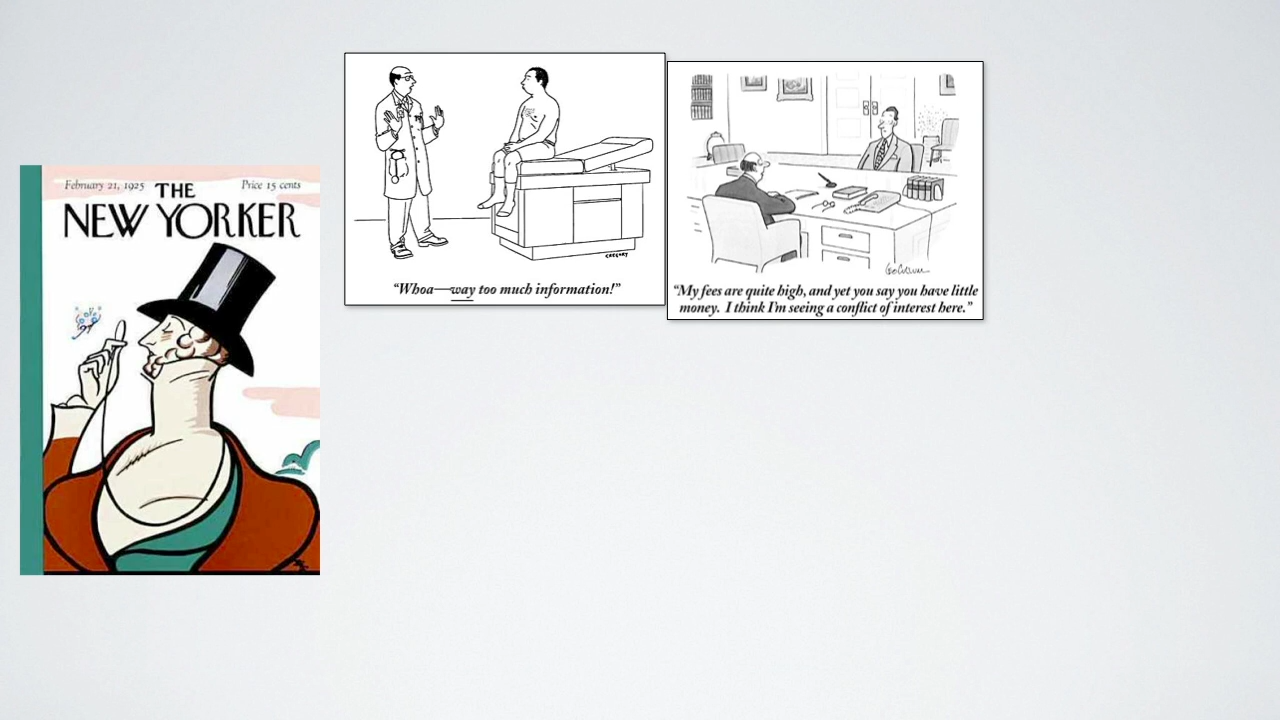 February 21, 1925 THE Price 15 cents
NEW YORKER
GREGORY
“Whoa—way too much information!”
“My fees are quite high, and yet you say you have little
money. I think I'm seeing a conflict of interest here.”